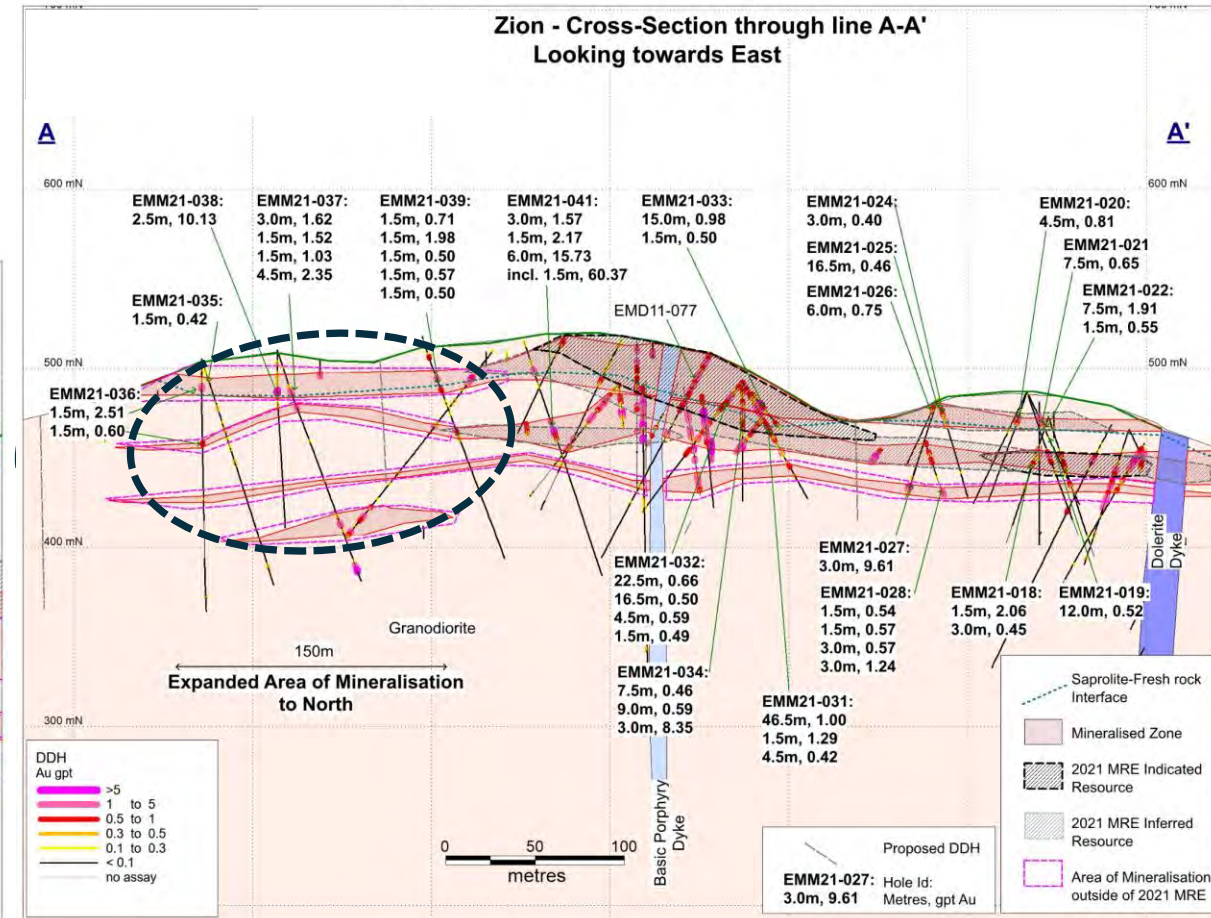 Zion - Cross-Section through line A-A'
Looking towards East
A
A'
600 mN
600 mN
EMM21-038:
2.5m, 10.13
EMM21-037:
3.0m, 1.62
1.5m, 1.52
1.5m, 1.03
4.5m, 2.35
EMM21-039:
1.5m, 0.71
1.5m, 1.98
1.5m, 0.50
1.5m, 0.57
1.5m, 0.50
EMM21-041:
3.0m, 1.57
1.5m, 2.17
6.0m, 15.73
incl. 1.5m, 60.37
EMM21-033:
15.0m, 0.98
1.5m, 0.50
EMM21-024:
3.0m, 0.40
EMM21-025:
16.5m, 0.46
EMM21-026:
6.0m, 0.75
EMM21-020:
4.5m, 0.81
EMM21-021
7.5m, 0.65
EMM21-022:
7.5m, 1.91
1.5m, 0.55
EMM21-035:
1.5m, 0.42
EMD11-077
500 mN
500 mN
EMM21-036:
1.5m, 2.51
1.5m, 0.60
400 mN
400 mN
EMM21-032:
22.5m, 0.66
16.5m, 0.50
4.5m, 0.59
1.5m, 0.49
EMM21-034:
7.5m, 0.46
9.0m, 0.59
3.0m, 8.35
EMM21-031:
46.5m, 1.00
1.5m, 1.29
4.5m, 0.42
EMM21-027:
3.0m, 9.61
EMM21-028:
1.5m, 0.54
1.5m, 0.57
3.0m, 0.57
3.0m, 1.24
EMM21-018:
1.5m, 2.06
3.0m, 0.45
EMM21-019:
12.0m, 0.52
Dolerite
Dyke
Granodiorite
150m
Expanded Area of Mineralisation
to North
300 mN
Basic Porphyry
Dyke
DDH
Au gpt
>5
1 to 5
0.5 to 1
0.3 to 0.5
0.1 to 0.3
< 0.1
no assay
0 50 100
metres
Proposed DDH
EMM21-027: Hole Id:
3.0m, 9.61 Metres, gpt Au
Saprolite-Fresh rock
Interface
Mineralised Zone
2021 MRE Indicated
Resource
2021 MRE Inferred
Resource
Area of Mineralisation
outside of 2021 MRE